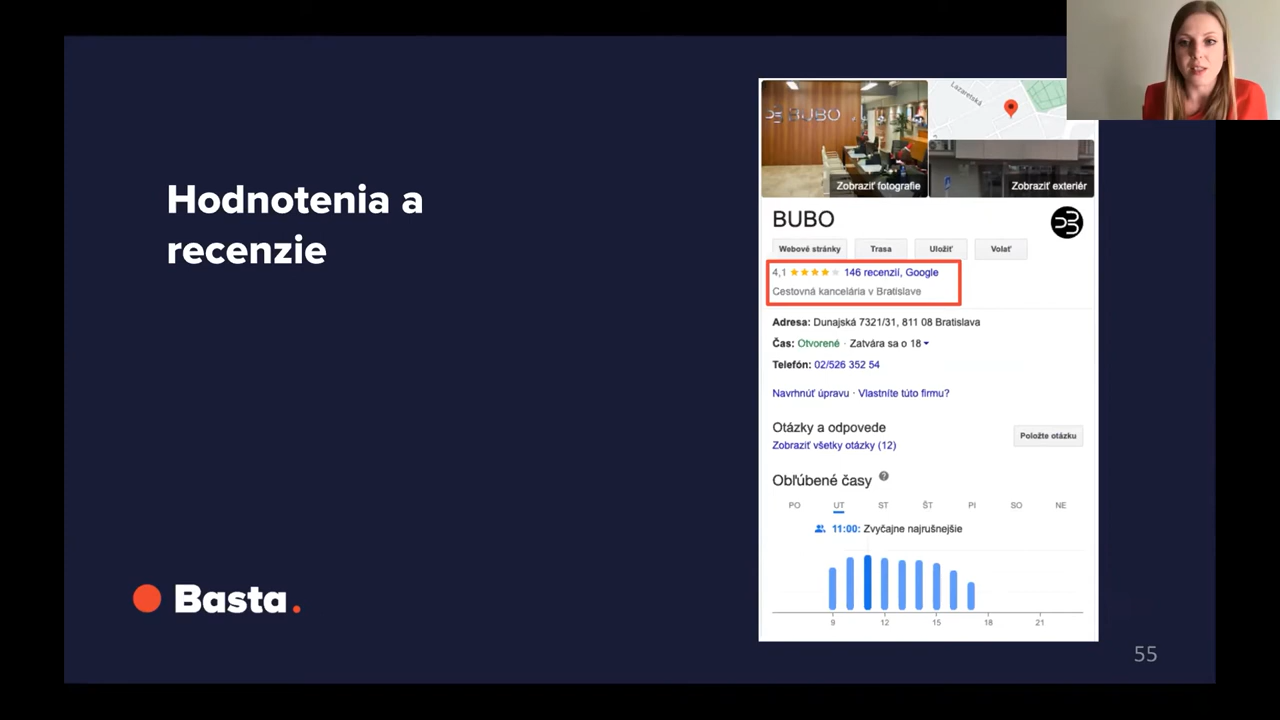 Hodnotenia a
recenzie
Basta.
BUBO
Lazaretská
Zobraziť fotografie
Zobraziť exteriér
BUBO
Webové stránky
Trasa
Uložiť
Volať
4,1 146 recenzií, Google
Cestovná kancelária v Bratislave
Adresa: Dunajská 7321/31, 811 08 Bratislava
Čas: Otvorené · Zatvára sa o 18
Telefón: 02/526 352 54
Navrhnúť úpravu · Vlastníte túto firmu?
Otázky a odpovede
Zobraziť všetky otázky (12)
Položte otázku
Obľúbené časy ?
PO UT ST ŠT PI SO NE
11:00: Zvyčajne najrušnejšie
9 12 15 18 21
55